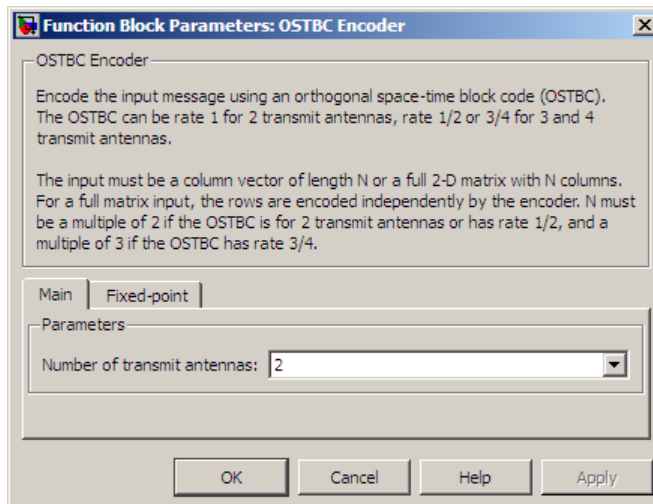 Function Block Parameters: OSTBC Encoder
OSTBC Encoder
Encode the input message using an orthogonal space-time block code (OSTBC).
The OSTBC can be rate 1 for 2 transmit antennas, rate 1/2 or 3/4 for 3 and 4
transmit antennas.
The input must be a column vector of length N or a full 2-D matrix with N columns.
For a full matrix input, the rows are encoded independently by the encoder. N must
be a multiple of 2 if the OSTBC is for 2 transmit antennas or has rate 1/2, and a
multiple of 3 if the OSTBC has rate 3/4.
Main Fixed-point
Parameters
Number of transmit antennas: 2
OK Cancel Help Apply